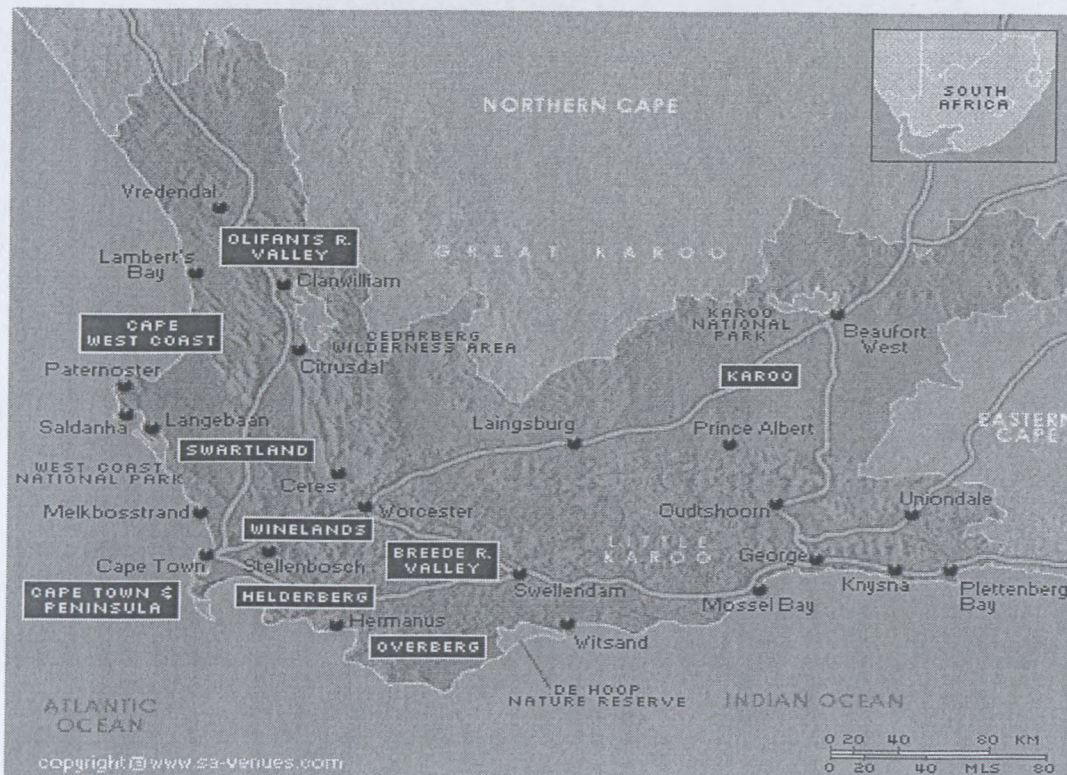 NORTHERN CAPE
SOUTH
AFRICA
Vredendal
OLIFANTS R.
VALLEY
GREAT KAROO
Lambert's
Bay
Clanwilliam
CAPE
WEST COAST
CEDARBERG
WILDERNESS AREA
KAROO
NATIONAL
PARK
Beaufort
West
Citrusdal
Paternoster
KAROO
Saldanha
Langebaan
Laingsburg
Prince Albert
EASTERN
CAPE
SWARTLAND
WEST COAST
NATIONAL PARK
Ceres
Melkbosstrand
Worcester
Oudtshoorn
Uniondale
WINELANDS
LITTLE
KAROO
Cape Town
Stellenbosch
BREEDE R.
VALLEY
George
CAPE TOWN &
PENINSULA
HELDERBERG
Swellendam
Mossel Bay
Knysna
Plettenberg
Bay
Hermanus
OVERBERG
Witsand
DE HOOP
NATURE RESERVE
ATLANTIC
OCEAN
INDIAN OCEAN
copyright@www.sa-venues.com
0 20 40 80 KM
0 20 40 MLS 80